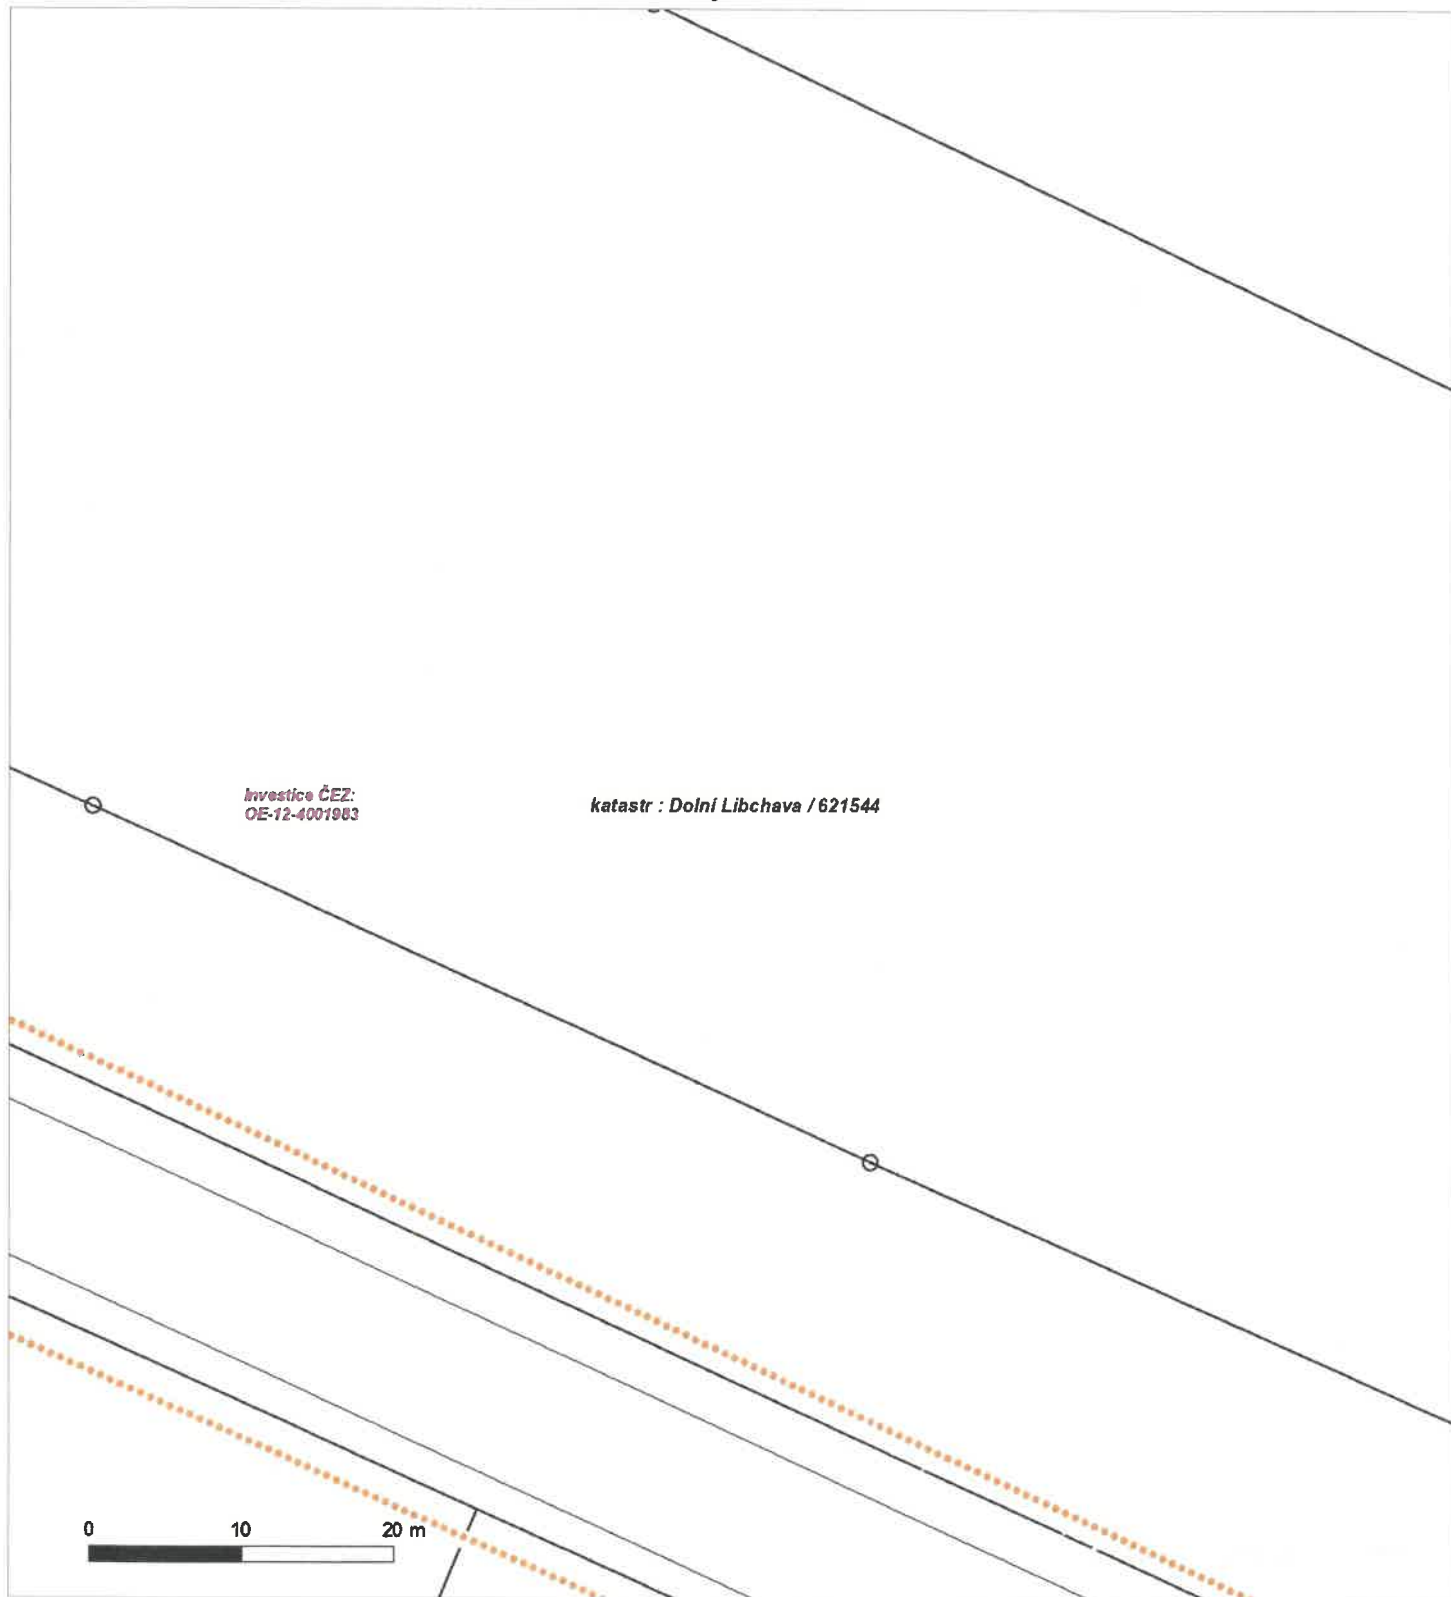 Investice ČEZ:
OE-12-4001983
katastr : Dolní Libchava / 621544
0 10 20 m